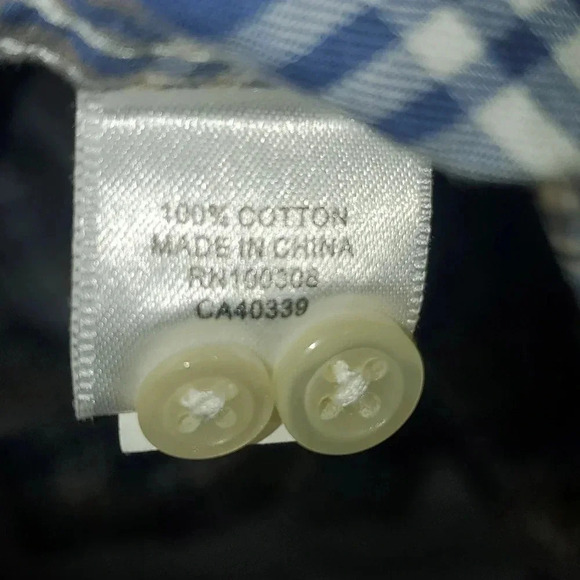 100% COTTON
MADE IN CHINA
RN100308
CA40339